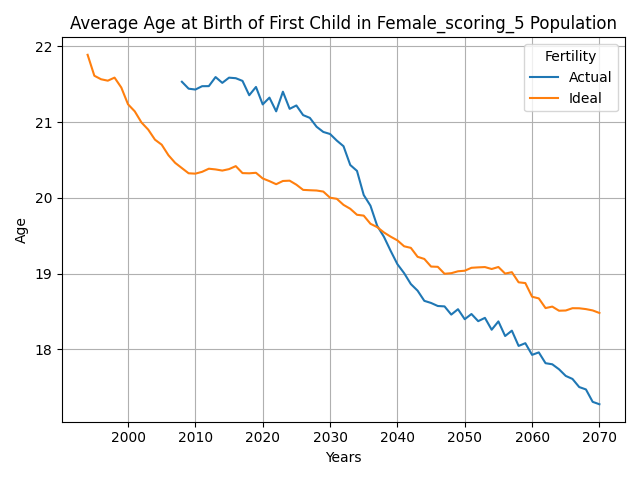 Average Age at Birth of First Child in Female_scoring_5 Population
Fertility
Actual
Ideal
Age
22
21
20
19
18
2000
2010
2020
2030
2040
2050
2060
2070
Years